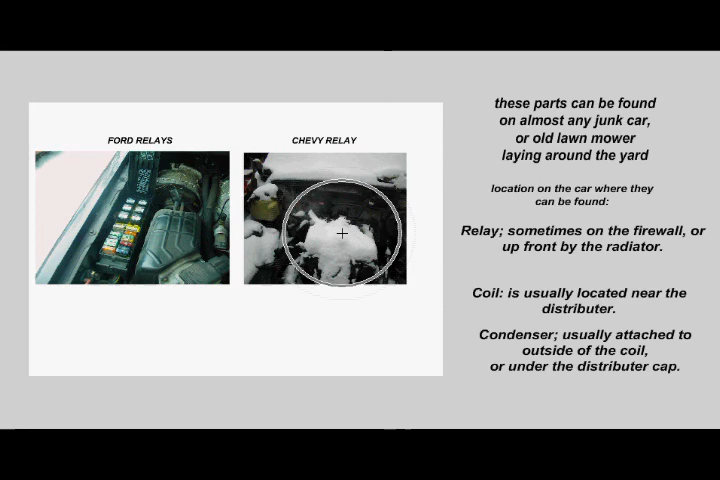 FORD RELAYS
CHEVY RELAY
these parts can be found
on almost any junk car,
or old lawn mower
laying around the yard
location on the car where they
can be found:
Relay; sometimes on the firewall, or
up front by the radiator.
Coil: is usually located near the
distributer.
Condenser; usually attached to
outside of the coil,
or under the distributer cap.